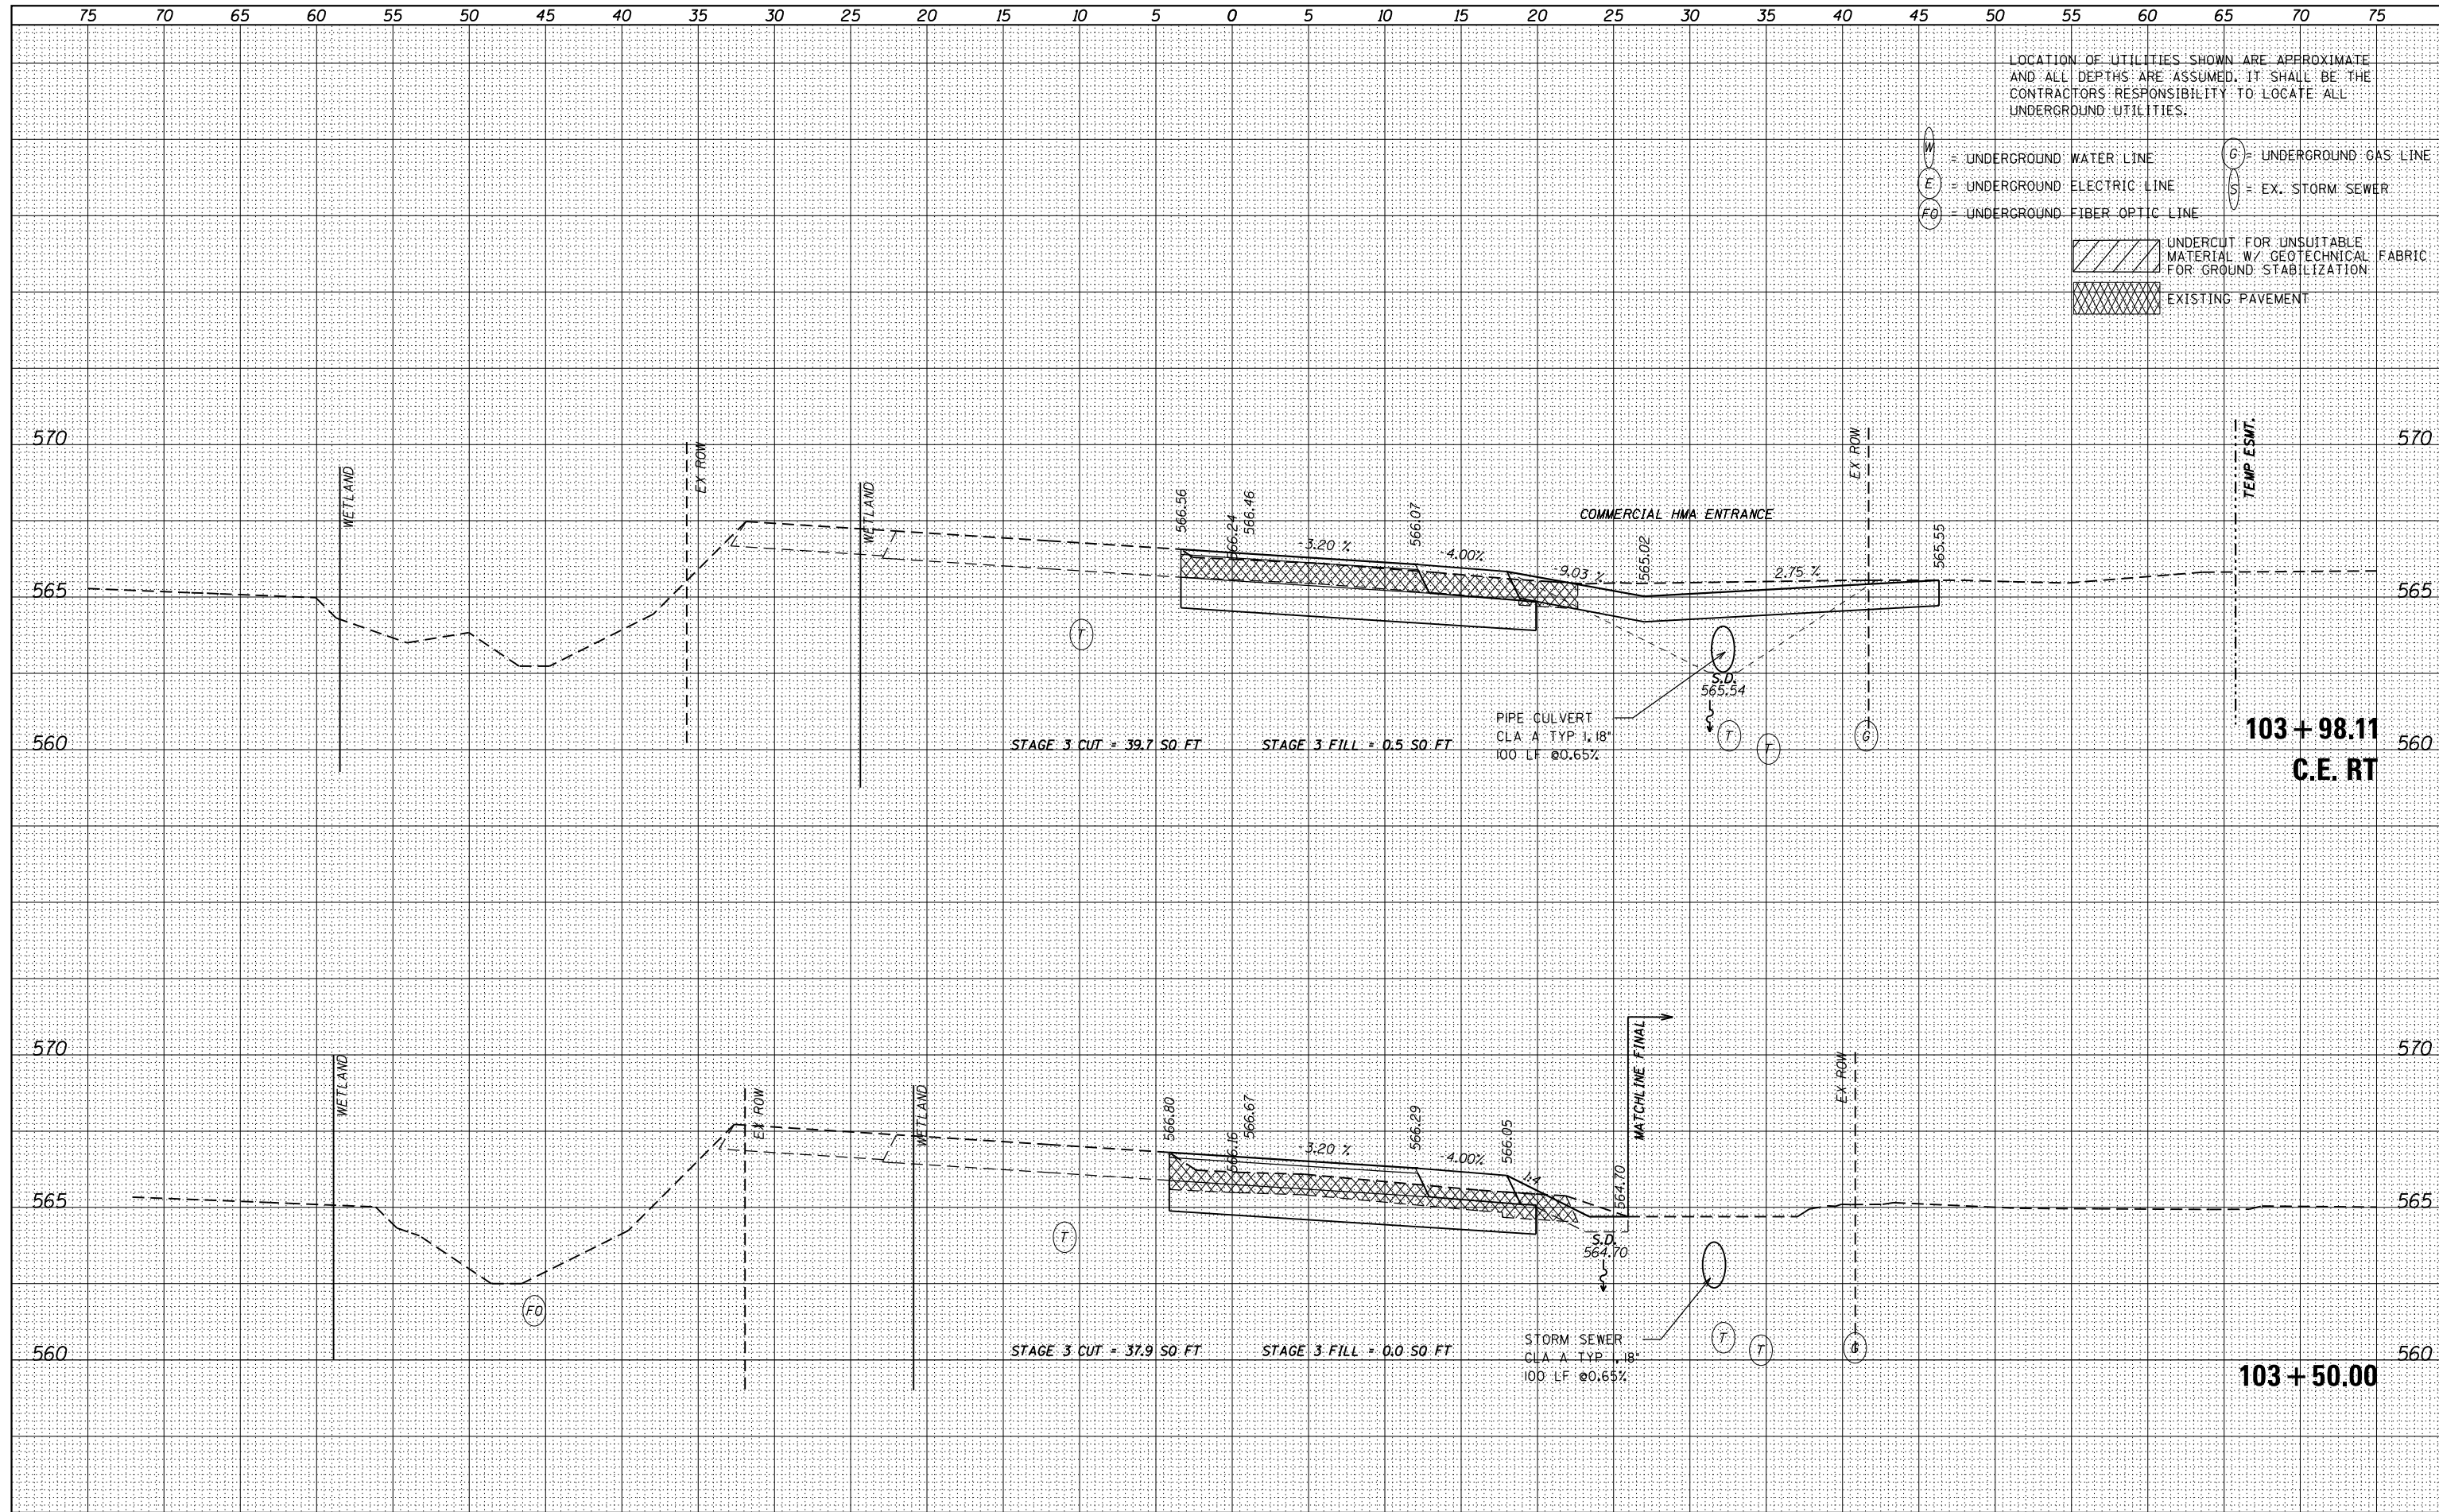 75 70 65 60 55 50 45 40 35 30 25 20 15 10 5 0 5 10 15 20 25 30 35 40 45 50 55 60 65 70 75
LOCATION OF UTILITIES SHOWN ARE APPROXIMATE
AND ALL DEPTHS ARE ASSUMED. IT SHALL BE THE
CONTRACTORS RESPONSIBILITY TO LOCATE ALL
UNDERGROUND UTILITIES.
W = UNDERGROUND WATER LINE
G = UNDERGROUND GAS LINE
E = UNDERGROUND ELECTRIC LINE
S = EX. STORM SEWER
FO = UNDERGROUND FIBER OPTIC LINE
UNDERCUT FOR UNSUITABLE
MATERIAL W/ GEOTECHNICAL FABRIC
FOR GROUND STABILIZATION
EXISTING PAVEMENT
570
570
WETLAND
EX ROW
WETLAND
566.56
566.24
566.46
-3.20 %
566.07
-4.00%
COMMERCIAL HMA ENTRANCE
-9.03 %
565.02
2.75 %
EX ROW
565.55
TEMP ESMT.
565
T
S.D.
565.54
PIPE CULVERT
CLA A TYP 1, 18"
100 LF @0.65%
T
T
G
560
STAGE 3 CUT = 39.7 SQ FT
STAGE 3 FILL = 0.5 SQ FT
103+98.11
560
C.E. RT
570
570
WETLAND
EX ROW
WETLAND
566.80
566.16
566.67
-3.20 %
566.29
-4.00%
566.05
1:4
564.70
MATCHLINE FINAL
EX ROW
565
565
T
S.D.
564.70
FO
STORM SEWER
CLA A TYP 1, 18"
100 LF @0.65%
T
T
G
560
STAGE 3 CUT = 37.9 SQ FT
STAGE 3 FILL = 0.0 SQ FT
560
103+50.00
565